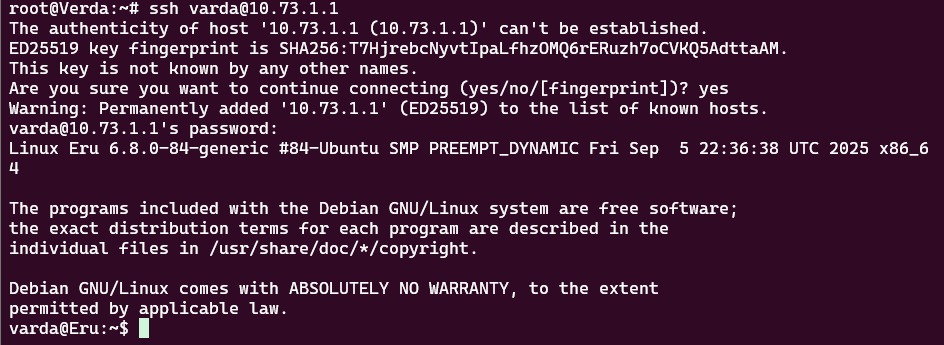 root@Verda:~# ssh varda@10.73.1.1
The authenticity of host '10.73.1.1 (10.73.1.1)' can't be established.
ED25519 key fingerprint is SHA256:T7HjrebcNyvtIpaLfhzOMQ6rERuzh7oCVKQ5AdttaAM.
This key is not known by any other names.
Are you sure you want to continue connecting (yes/no/[fingerprint])? yes
Warning: Permanently added '10.73.1.1' (ED25519) to the list of known hosts.
varda@10.73.1.1's password:
Linux Eru 6.8.0-84-generic #84-Ubuntu SMP PREEMPT_DYNAMIC Fri Sep  5 22:36:38 UTC 2025 x86_6
4

The programs included with the Debian GNU/Linux system are free software;
the exact distribution terms for each program are described in the
individual files in /usr/share/doc/*/copyright.

Debian GNU/Linux comes with ABSOLUTELY NO WARRANTY, to the extent
permitted by applicable law.
varda@Eru:~$